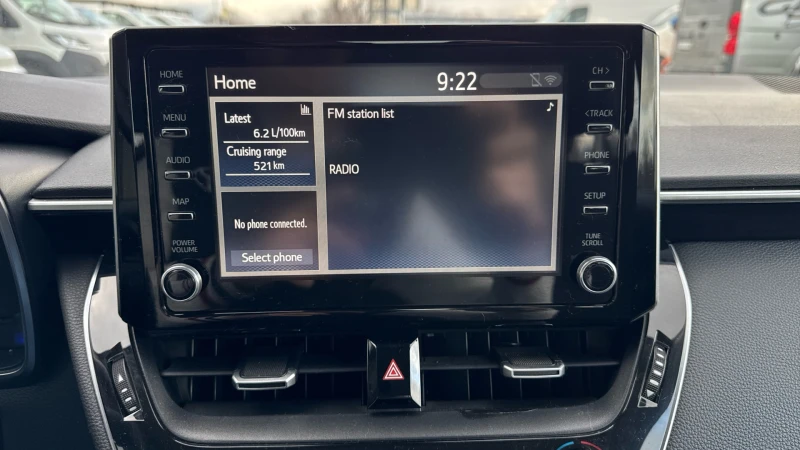 HOME
MENU
AUDIO
MAP
POWER
VOLUME
Home
9:22
Latest
6.2 L/100km
Cruising range
521 km
No phone connected.
Select phone
FM station list
RADIO
CH >
< TRACK
PHONE
SETUP
TUNE
SCROLL